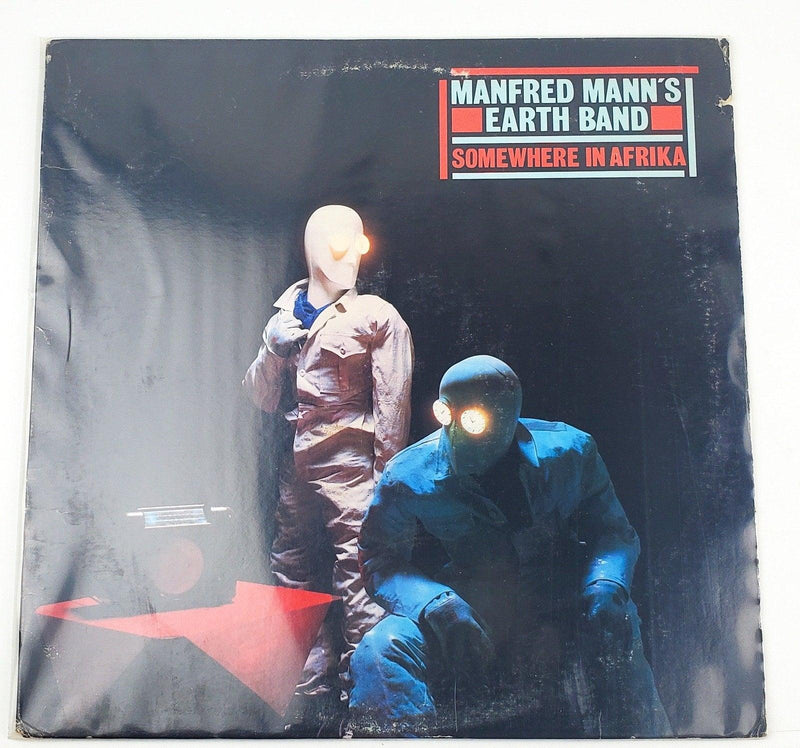 MANFRED MANN'S
EARTH BAND
SOMEWHERE IN AFRIKA